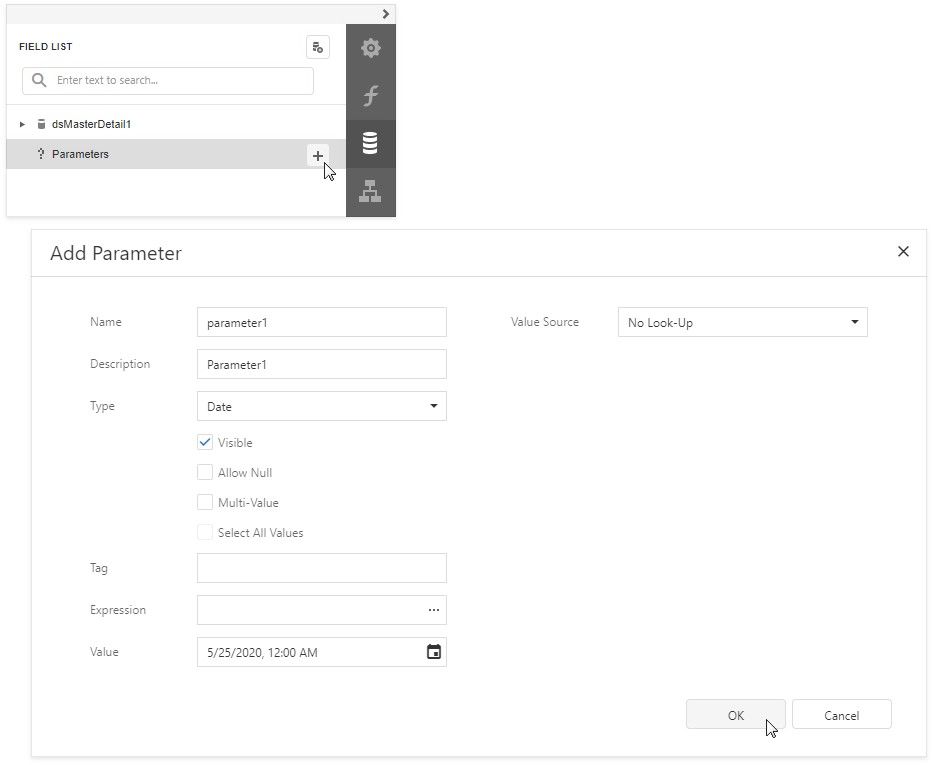 FIELD LIST
Enter text to search...
dsMasterDetail1
Parameters
Add Parameter
Name
parameter1
Value Source
No Look-Up
Description
Parameter1
Type
Date
Visible
Allow Null
Multi-Value
Select All Values
Tag
Expression
Value
5/25/2020, 12:00 AM
OK
Cancel